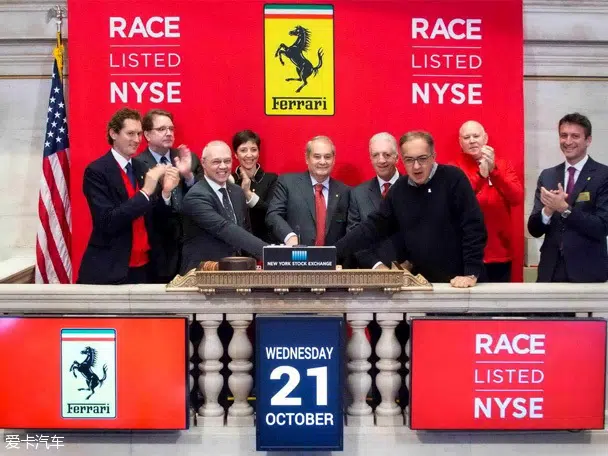 RACE
LISTED
NYSE
Ferrari
RACE
LISTED
NYSE
NEW YORK STOCK EXCHANGE
Ferrari
WEDNESDAY
21
OCTOBER
RACE
LISTED
NYSE
爱卡汽车